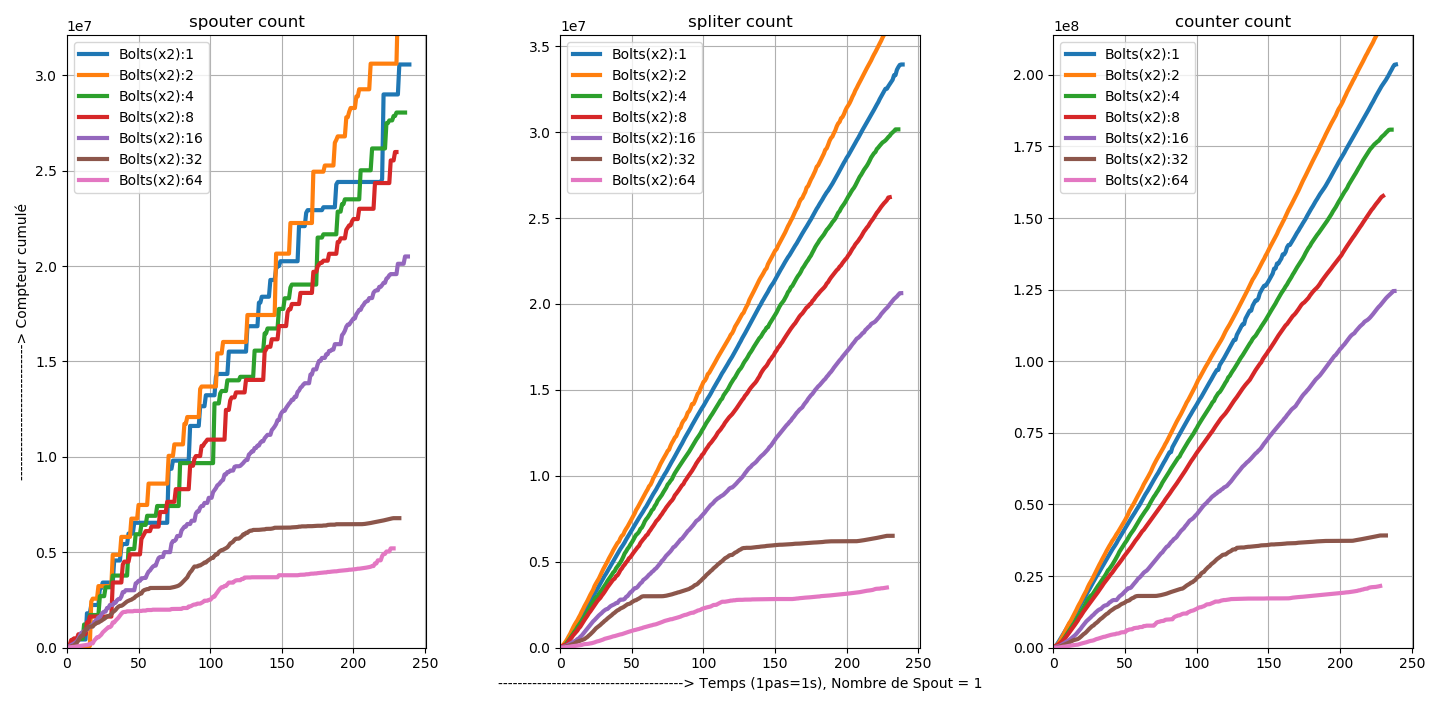 spouter count
1e7
Bolts(x2):1
Bolts(x2):2
Bolts(x2):4
Bolts(x2):8
Bolts(x2):16
Bolts(x2):32
Bolts(x2):64
3.0
2.5
2.0
1.5
1.0
0.5
0.0
0 50 100 150 200 250
------------> Compteur cumulé
spliter count
1e7
Bolts(x2):1
Bolts(x2):2
Bolts(x2):4
Bolts(x2):8
Bolts(x2):16
Bolts(x2):32
Bolts(x2):64
3.5
3.0
2.5
2.0
1.5
1.0
0.5
0.0
0 50 100 150 200 250
-------------------------------------> Temps (1pas=1s), Nombre de Spout = 1
counter count
1e8
Bolts(x2):1
Bolts(x2):2
Bolts(x2):4
Bolts(x2):8
Bolts(x2):16
Bolts(x2):32
Bolts(x2):64
2.00
1.75
1.50
1.25
1.00
0.75
0.50
0.25
0.00
0 50 100 150 200 250